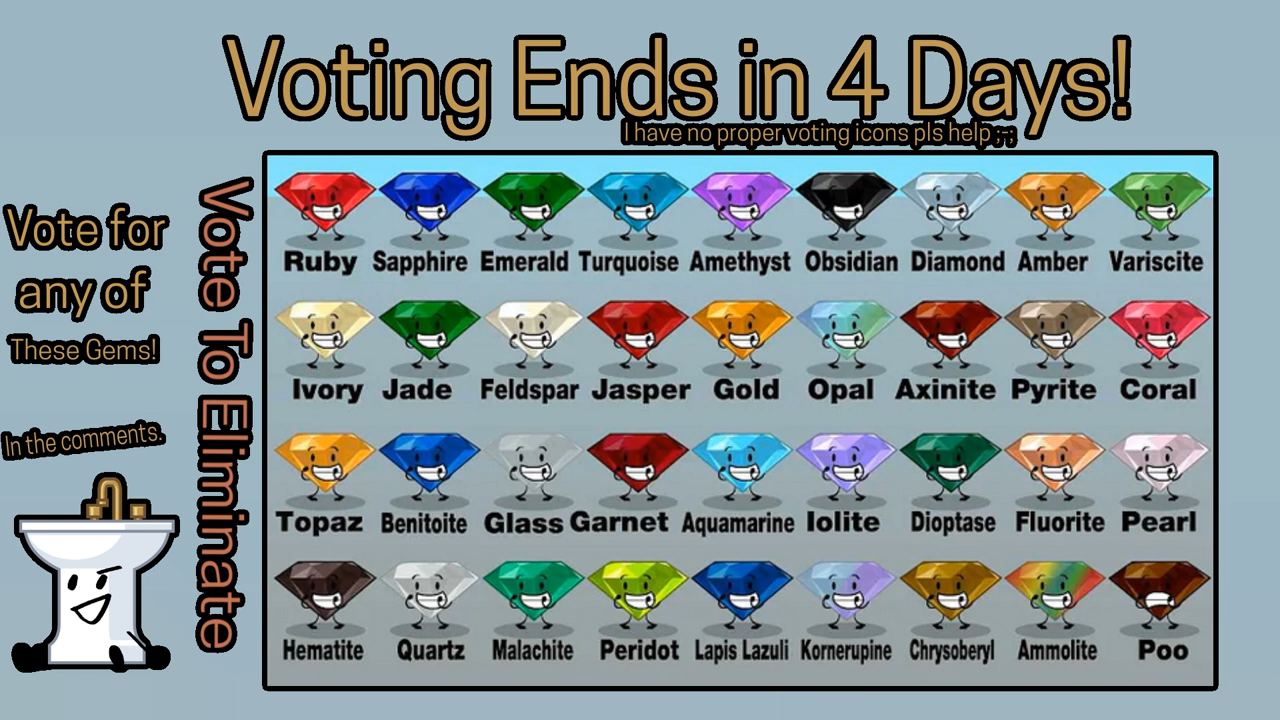 Voting Ends in 4 Days!
I have no proper voting icons pls help ;-;
Vote for
any of
These Gems!
In the comments.
Vote To Eliminate
Ruby Sapphire Emerald Turquoise Amethyst Obsidian Diamond Amber Variscite
Ivory Jade Feldspar Jasper Gold Opal Axinite Pyrite Coral
Topaz Benitoite Glass Garnet Aquamarine Iolite Dioptase Fluorite Pearl
Hematite Quartz Malachite Peridot Lapis Lazuli Kornerupine Chrysoberyl Ammolite Poo